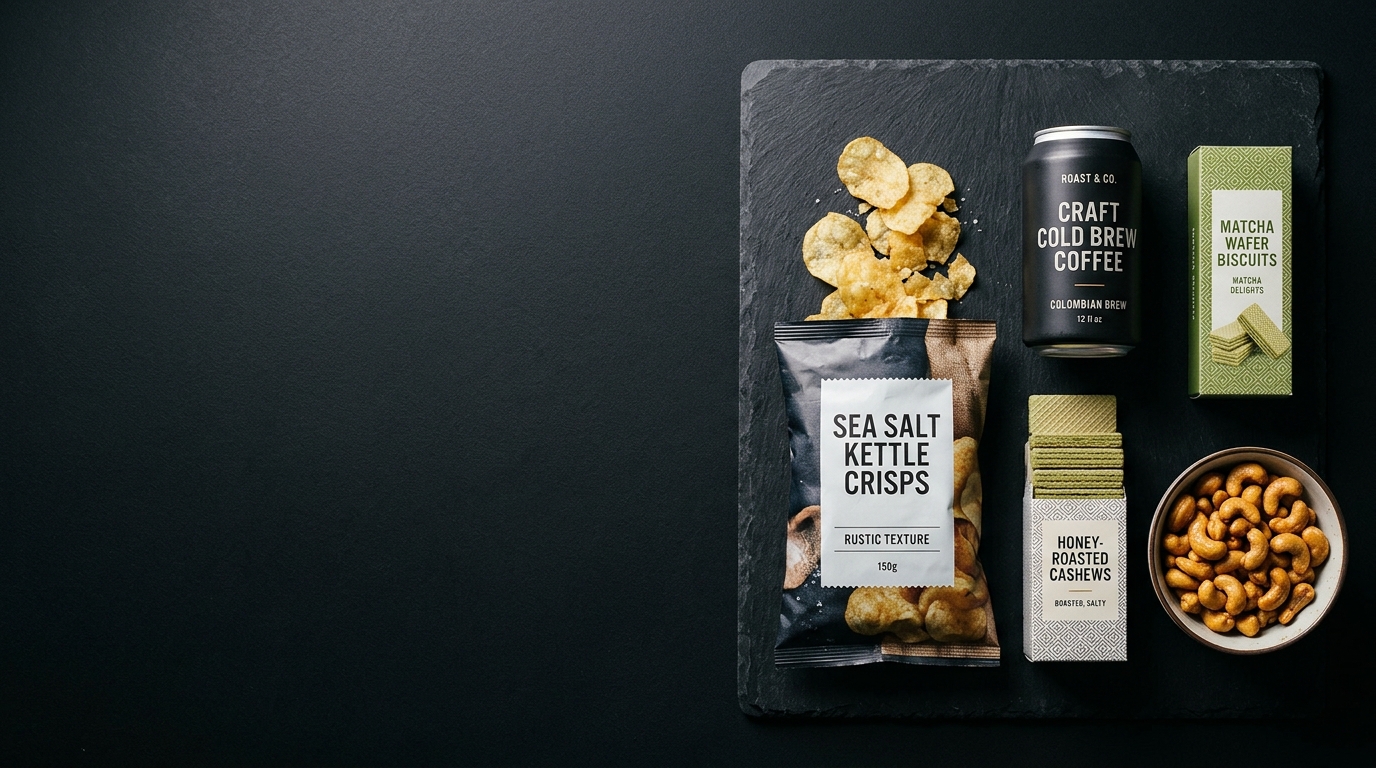 ROAST & CO.
CRAFT
COLD BREW
COFFEE
COLOMBIAN BREW
12 fl oz
MATCHA
WAFER
BISCUITS
MATCHA
DELIGHTS
SEA SALT
KETTLE
CRISPS
RUSTIC TEXTURE
150g
HONEY-
ROASTED
CASHEWS
SALTY